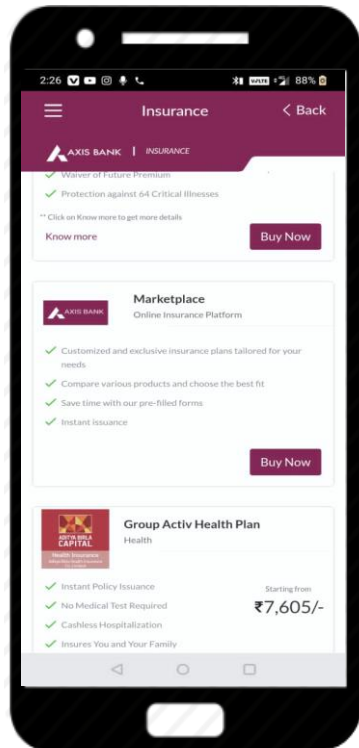 2:26
VoLTE
88%
Insurance
< Back
AXIS BANK | INSURANCE
Waiver of Future Premium
Protection against 64 Critical Illnesses
** Click on Know more to get more details
Know more
Buy Now
AXIS BANK
Marketplace
Online Insurance Platform
Customized and exclusive insurance plans tailored for your
needs
Compare various products and choose the best fit
Save time with our pre-filled forms
Instant issuance
Buy Now
ADITYA BIRLA
CAPITAL
Health Insurance
Group Activ Health Plan
Health
Instant Policy Issuance
Starting from
No Medical Test Required
₹7,605/-
Cashless Hospitalization
Insures You and Your Family